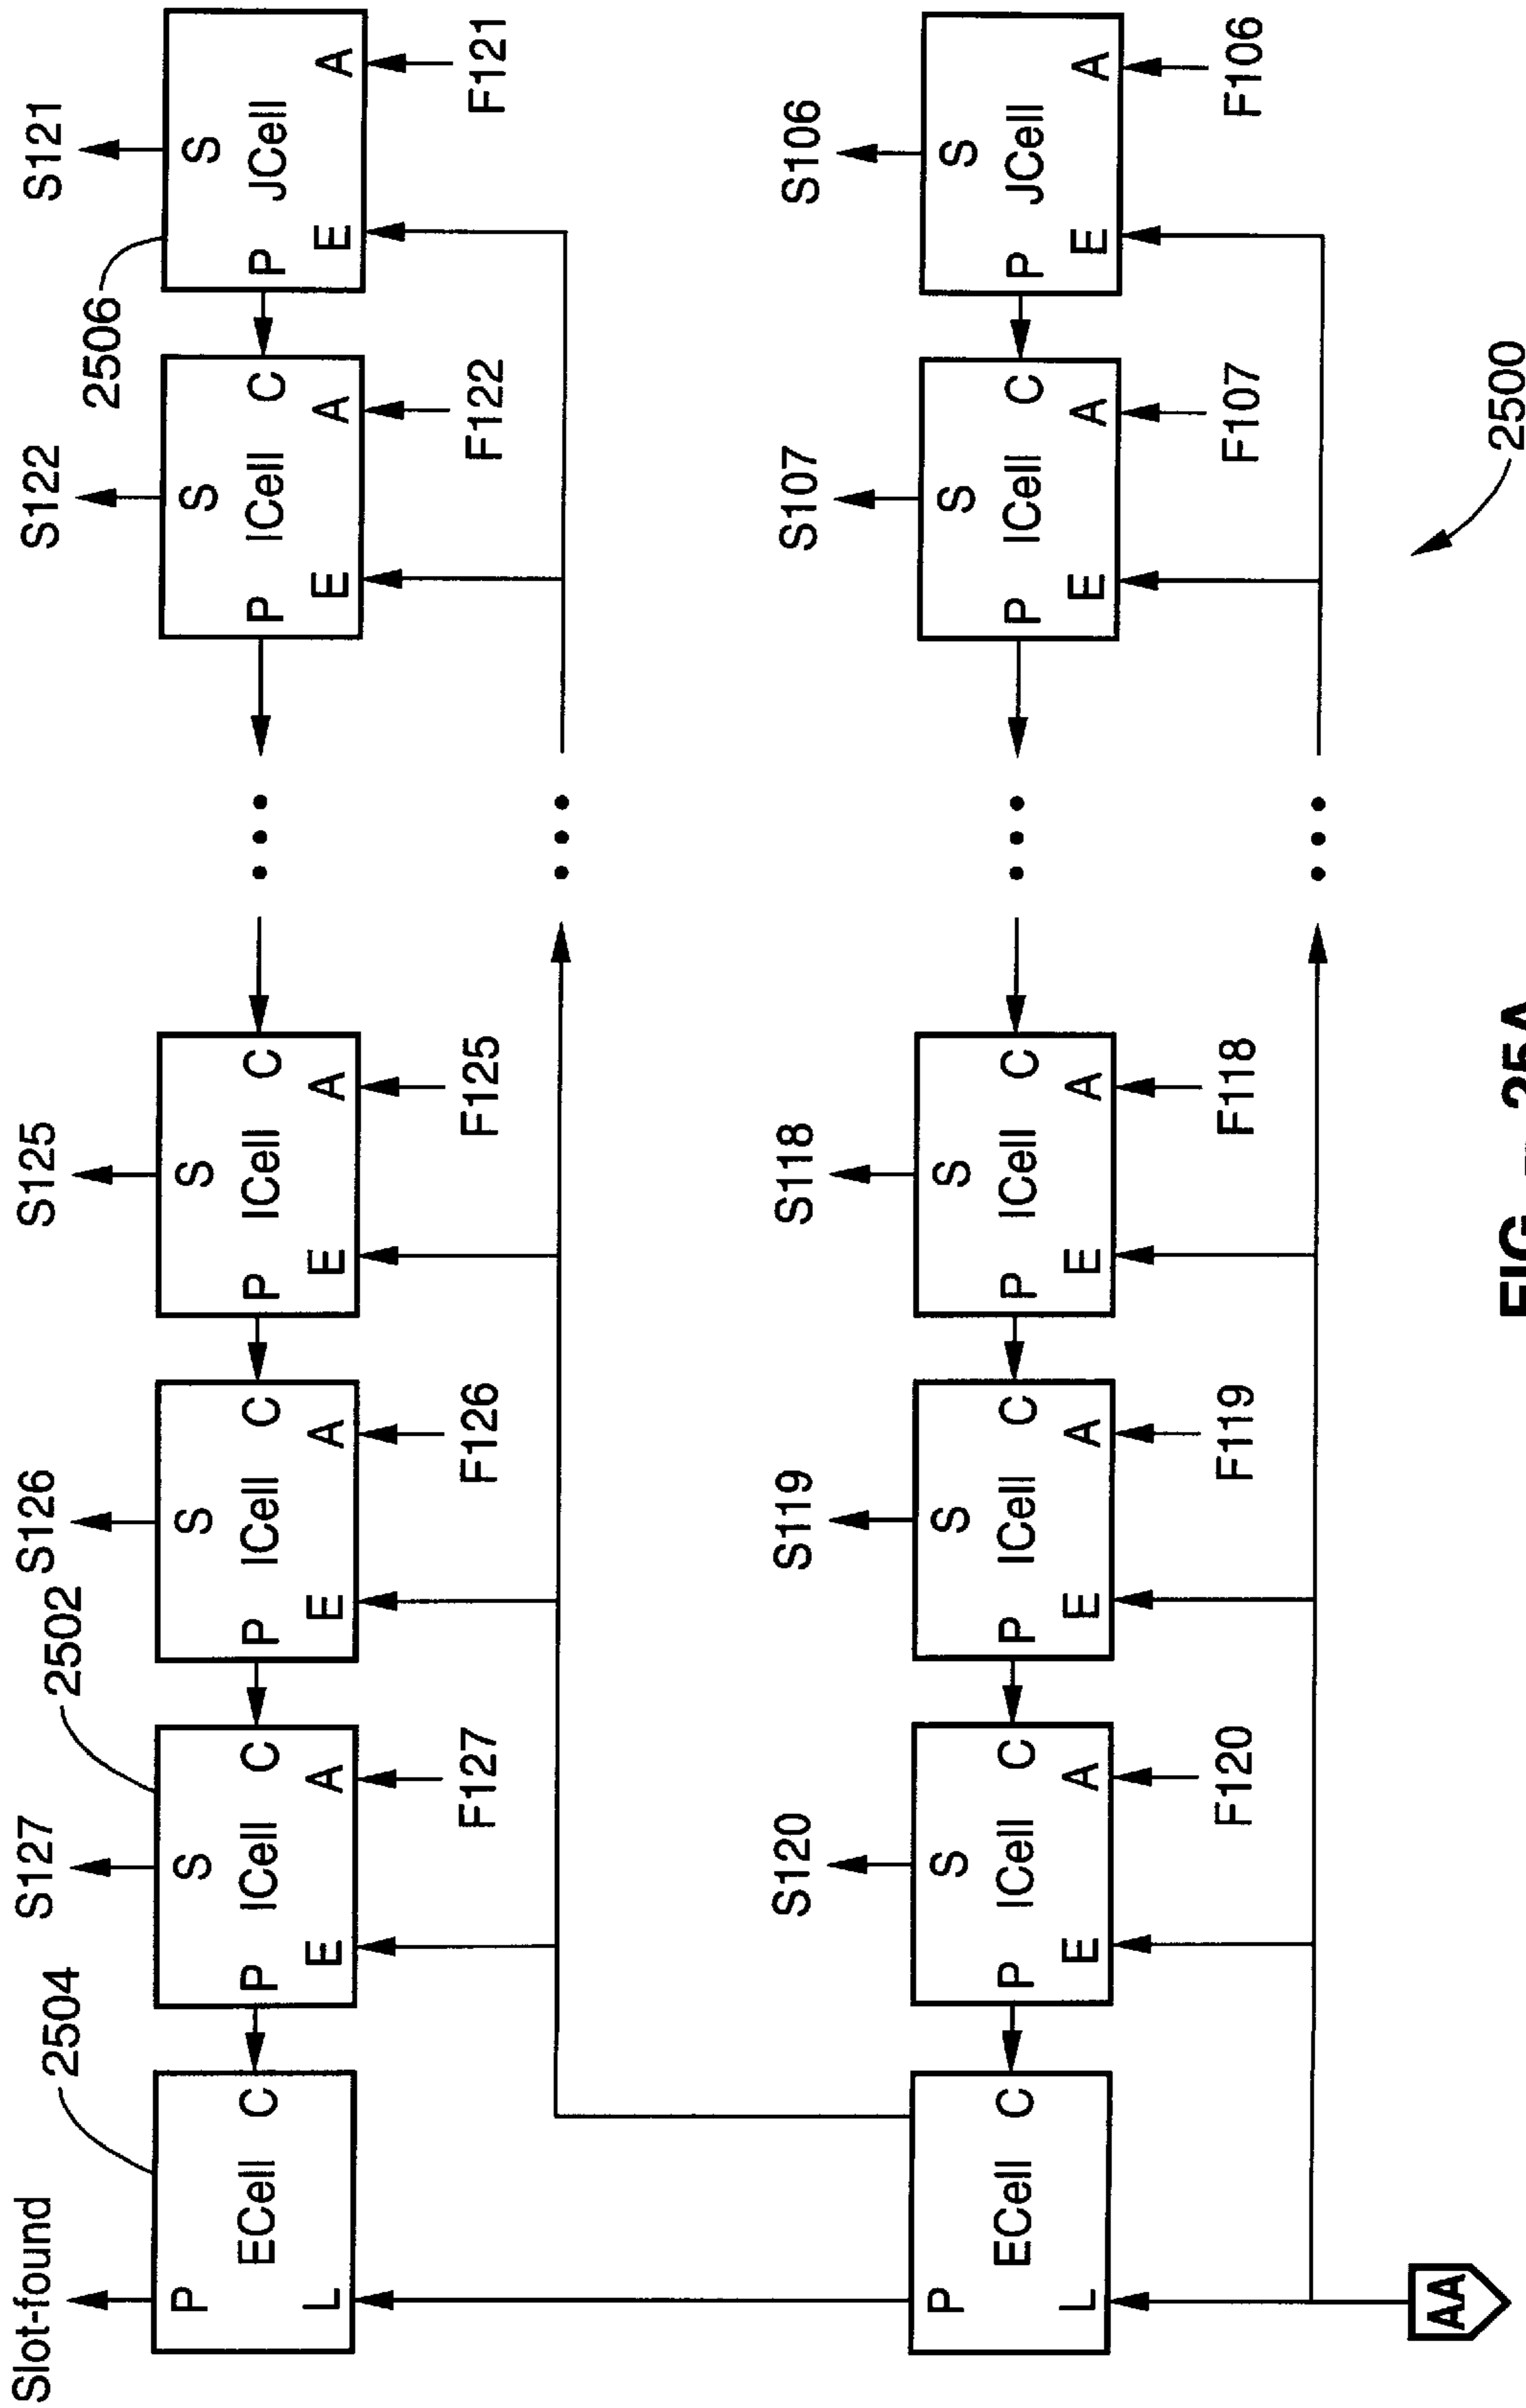 Slot-found S127 S126 S125 S122 S121
2504 2502 2506
P S S S S S
ECell C P ICell C P ICell C P ICell C P ICell C P JCell
L E A E A E A E A E A
F127 F126 F125 F122 F121
S120 S119 S118 S107 S106
P S S S S S
ECell C P ICell C P ICell C P ICell C P ICell C P JCell
L E A E A E A E A E A
F120 F119 F118 F107 F106
AA
2500
FIG._25A